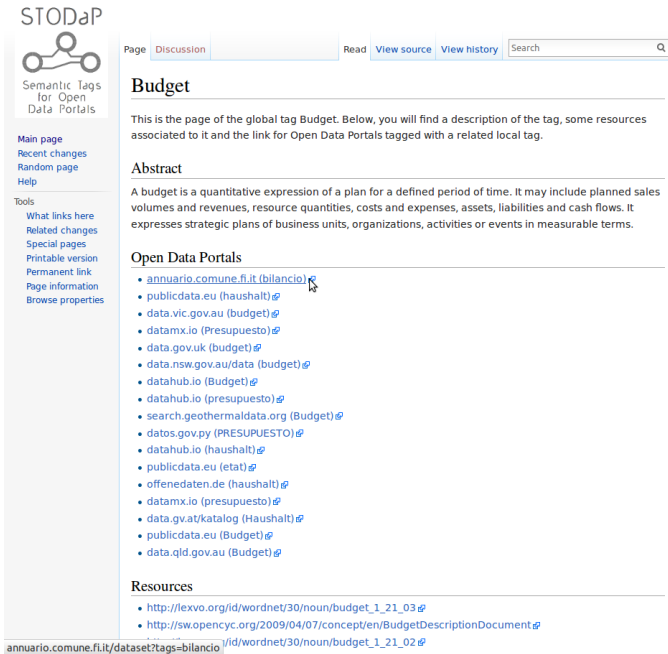 STODaP
Semantic Tags
for Open
Data Portals
Main page
Recent changes
Random page
Help
Tools
What links here
Related changes
Special pages
Printable version
Permanent link
Page information
Browse properties
Page Discussion Read View source View history Search
Budget
This is the page of the global tag Budget. Below, you will find a description of the tag, some resources
associated to it and the link for Open Data Portals tagged with a related local tag.
Abstract
A budget is a quantitative expression of a plan for a defined period of time. It may include planned sales
volumes and revenues, resource quantities, costs and expenses, assets, liabilities and cash flows. It
expresses strategic plans of business units, organizations, activities or events in measurable terms.
Open Data Portals
annuario.comune.fi.it (bilancio)
publicdata.eu (haushalt)
data.vic.gov.au (budget)
datamx.io (Presupuesto)
data.gov.uk (budget)
data.nsw.gov.au/data (budget)
datahub.io (Budget)
datahub.io (presupuesto)
search.geothermaldata.org (Budget)
datos.gov.py (PRESUPUESTO)
datahub.io (haushalt)
publicdata.eu (etat)
offenedaten.de (haushalt)
datamx.io (presupuesto)
data.gv.at/katalog (Haushalt)
publicdata.eu (Budget)
data.qld.gov.au (Budget)
Resources
http://lexvo.org/id/wordnet/30/noun/budget_1_21_03
http://sw.opencyc.org/2009/04/07/concept/en/BudgetDescriptionDocument
/id/wordnet/30/noun/budget_1_21_02
annuario.comune.fi.it/dataset?tags=bilancio